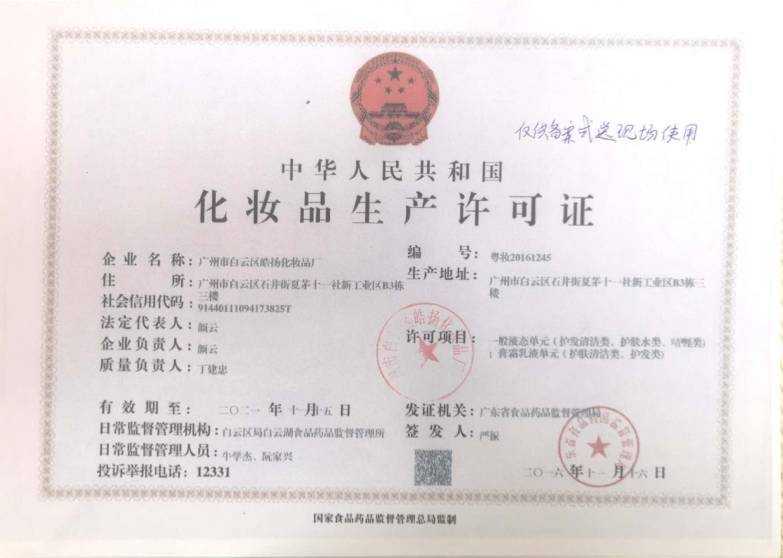 仅供备案或送现场使用
中华人民共和国
化妆品生产许可证
企业名称：广州市白云区皓扬化妆品厂
编号：粤妆20161245
住所：广州市白云区石井街夏茅十一社新工业区B3栋
三楼
生产地址：广州市白云区石井街夏茅十一社新工业区B3栋三
楼
社会信用代码：91440111094173825T
法定代表人：颜云
企业负责人：颜云
质量负责人：丁建忠
许可项目：一般液态单元（护发清洁类、护肤水类、啫喱类）
；膏霜乳液单元（护肤清洁类、护发类）
有效期至：二〇二一年十一月十五日
日常监督管理机构：白云区局白云湖食品药品监督管理所
日常监督管理人员：牛学杰、阮家兴
投诉举报电话：12331
发证机关：广东省食品药品监督管理局
签发人：严振
二〇一六年十一月十六日
国家食品药品监督管理总局监制